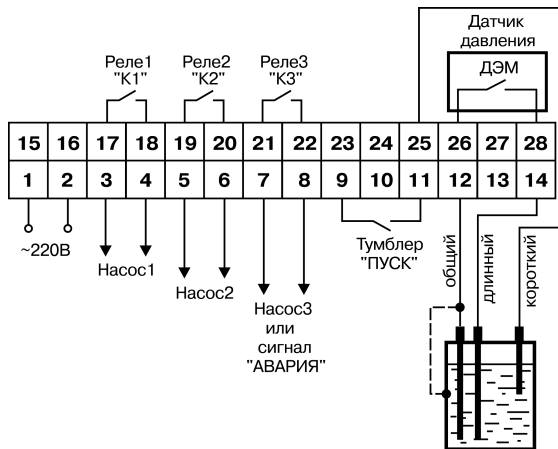 Датчик
давления
ДЭМ
Реле1
"К1"
Реле2
"К2"
Реле3
"К3"
15 16 17 18 19 20 21 22 23 24 25 26 27 28
1 2 3 4 5 6 7 8 9 10 11 12 13 14
~220В
Насос1
Насос2
Насос3
или
сигнал
"АВАРИЯ"
Тумблер
"ПУСК"
общий
длинный
короткий